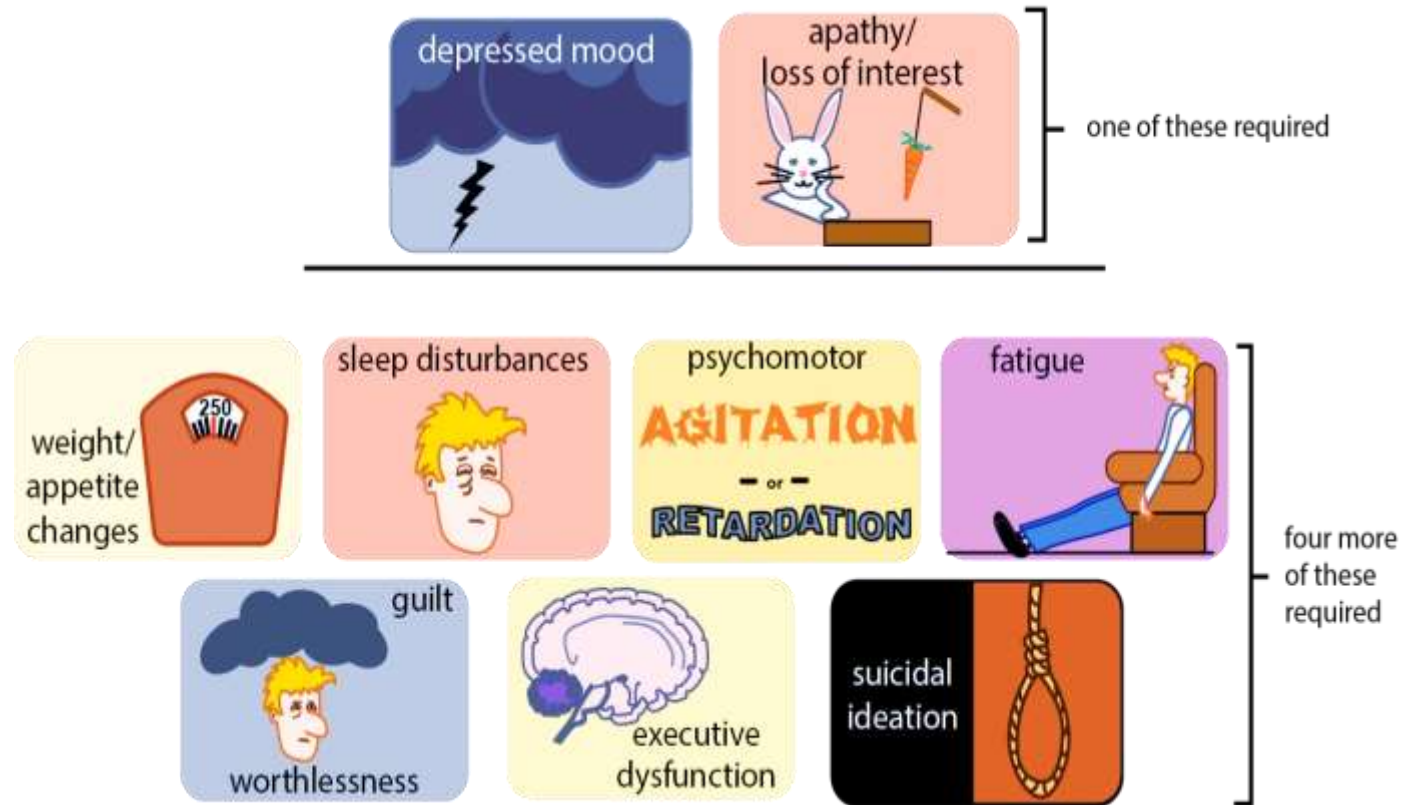 depressed mood
apathy/
loss of interest
one of these required
250
weight/
appetite
changes
sleep disturbances
psychomotor
AGITATION
- or -
RETARDATION
fatigue
four more
of these
required
guilt
worthlessness
executive
dysfunction
suicidal
ideation